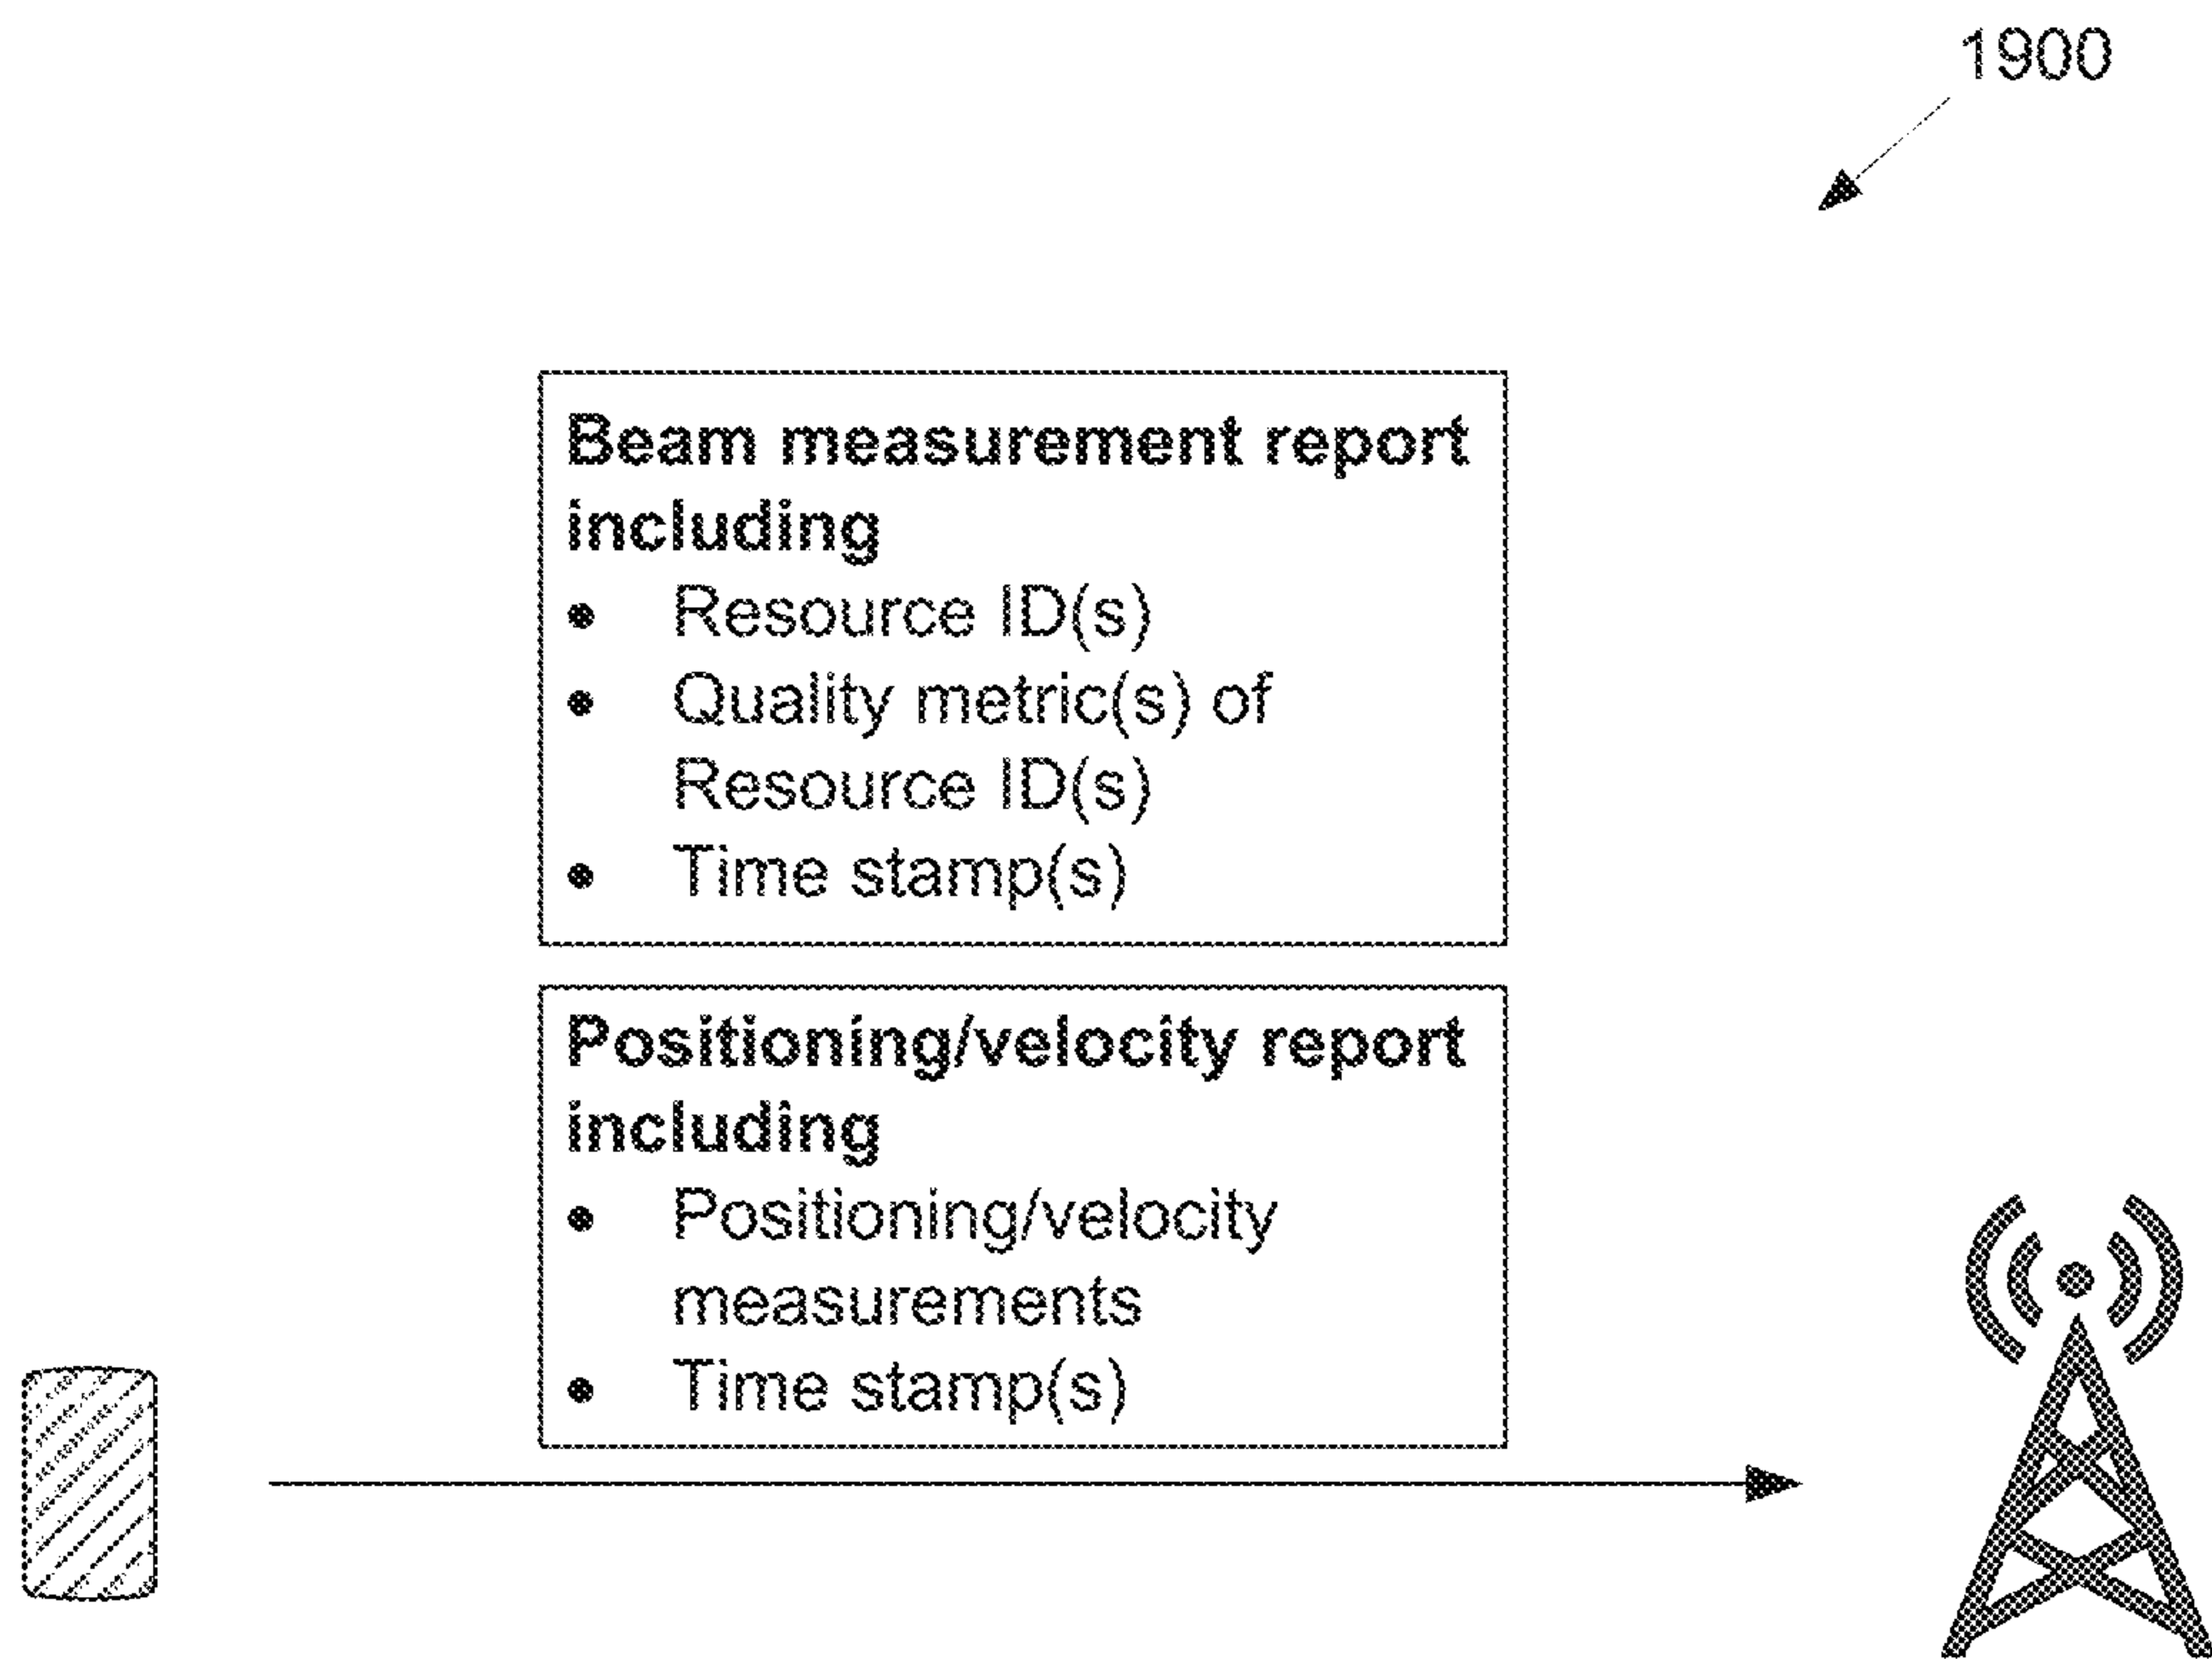 1900
Beam measurement report
including
• Resource ID(s)
• Quality metric(s) of
Resource ID(s)
• Time stamp(s)
Positioning/velocity report
including
• Positioning/velocity
measurements
• Time stamp(s)